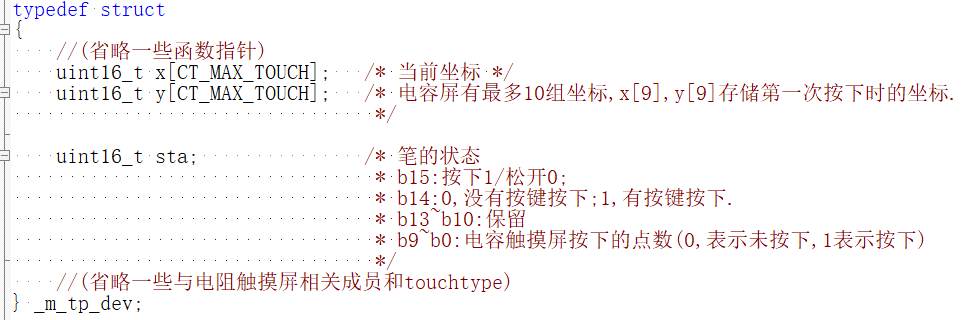 typedef struct
{
//(省略一些函数指针)
uint16_t x[CT_MAX_TOUCH]; /* 当前坐标 */
uint16_t y[CT_MAX_TOUCH]; /* 电容屏有最多10组坐标,x[9],y[9]存储第一次按下时的坐标.
*/
uint16_t sta; /* 笔的状态
* b15:按下1/松开0;
* b14:0,没有按键按下;1,有按键按下.
* b13~b10:保留
* b9~b0:电容触摸屏按下的点数(0,表示未按下,1表示按下)
*/
//(省略一些与电阻触摸屏相关成员和touchtype)
} _m_tp_dev;